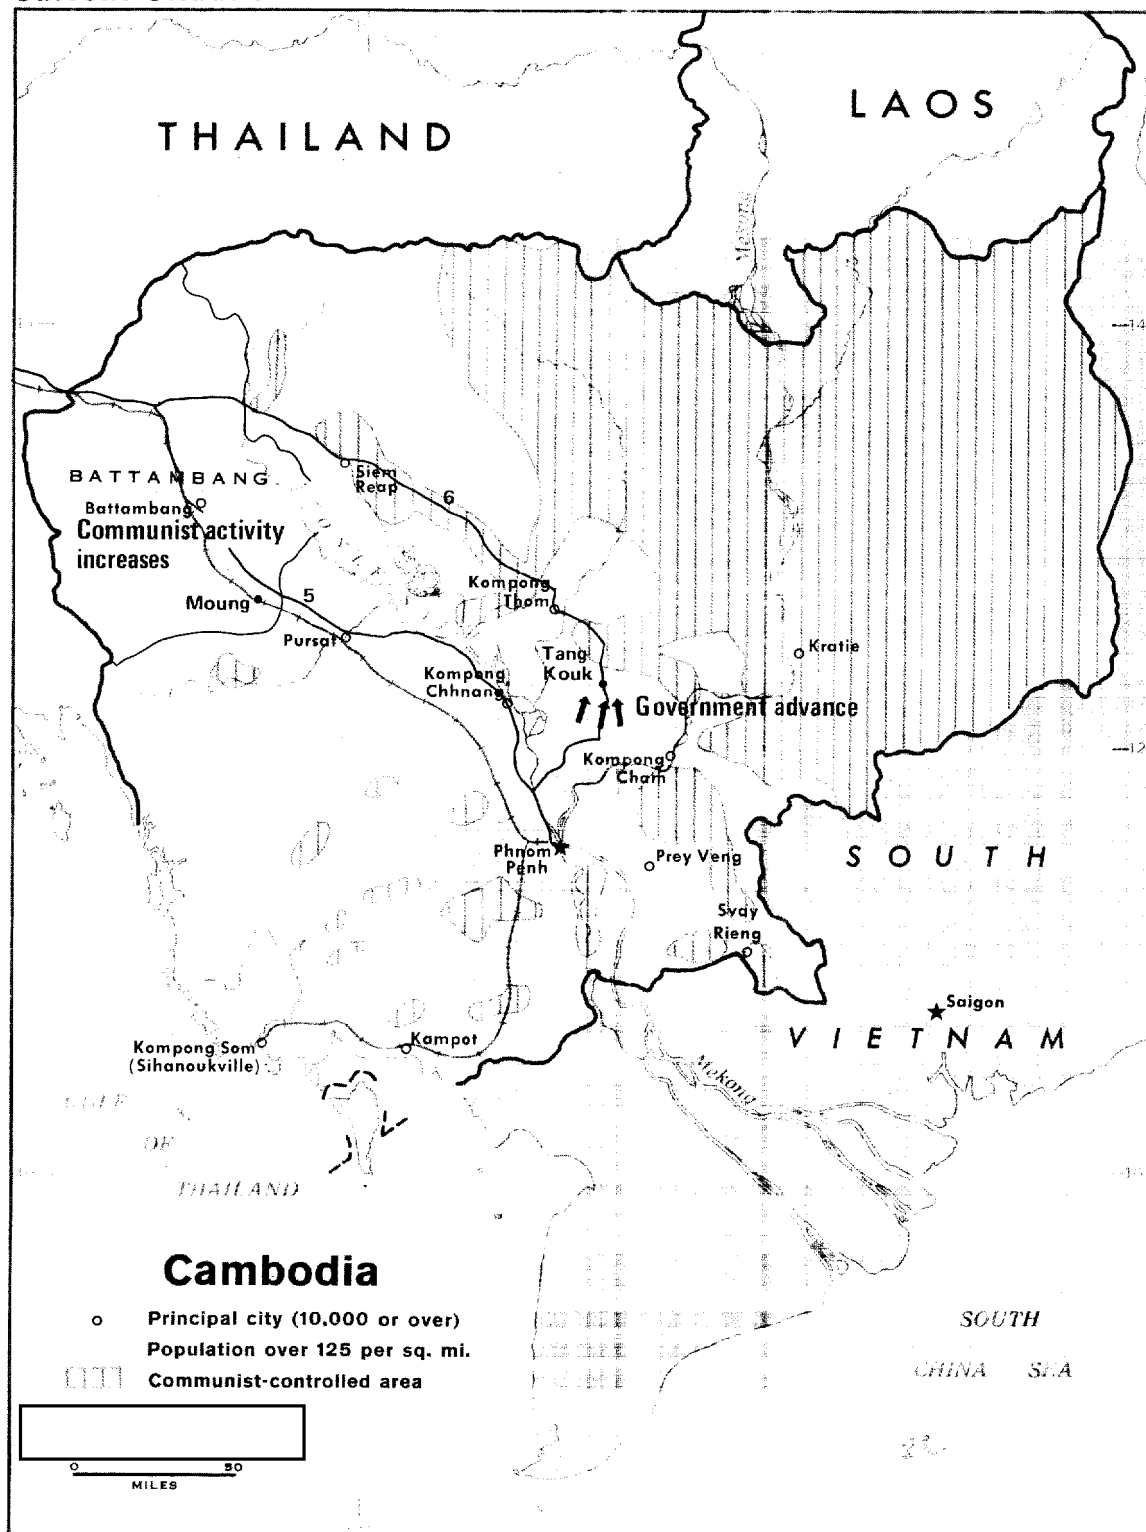 THAILAND
LAOS
Mekong
14
BATTAMBANG
Battambang
Communist activity
increases
Siem
Reap
6
Moung
5
Pursat
Kompong
Thom
Tang
Kouk
Kratie
Kompong
Chhnang
Government advance
12
Kompong
Cham
Phnom
Penh
Prey Veng
SOUTH
Svay
Rieng
Saigon
VIETNAM
Kompong Som
(Sihanoukville)
Kampot
Mekong
OF
THAILAND
Cambodia
Principal city (10,000 or over)
Population over 125 per sq. mi.
Communist-controlled area
SOUTH
CHINA SEA
0 50
MILES